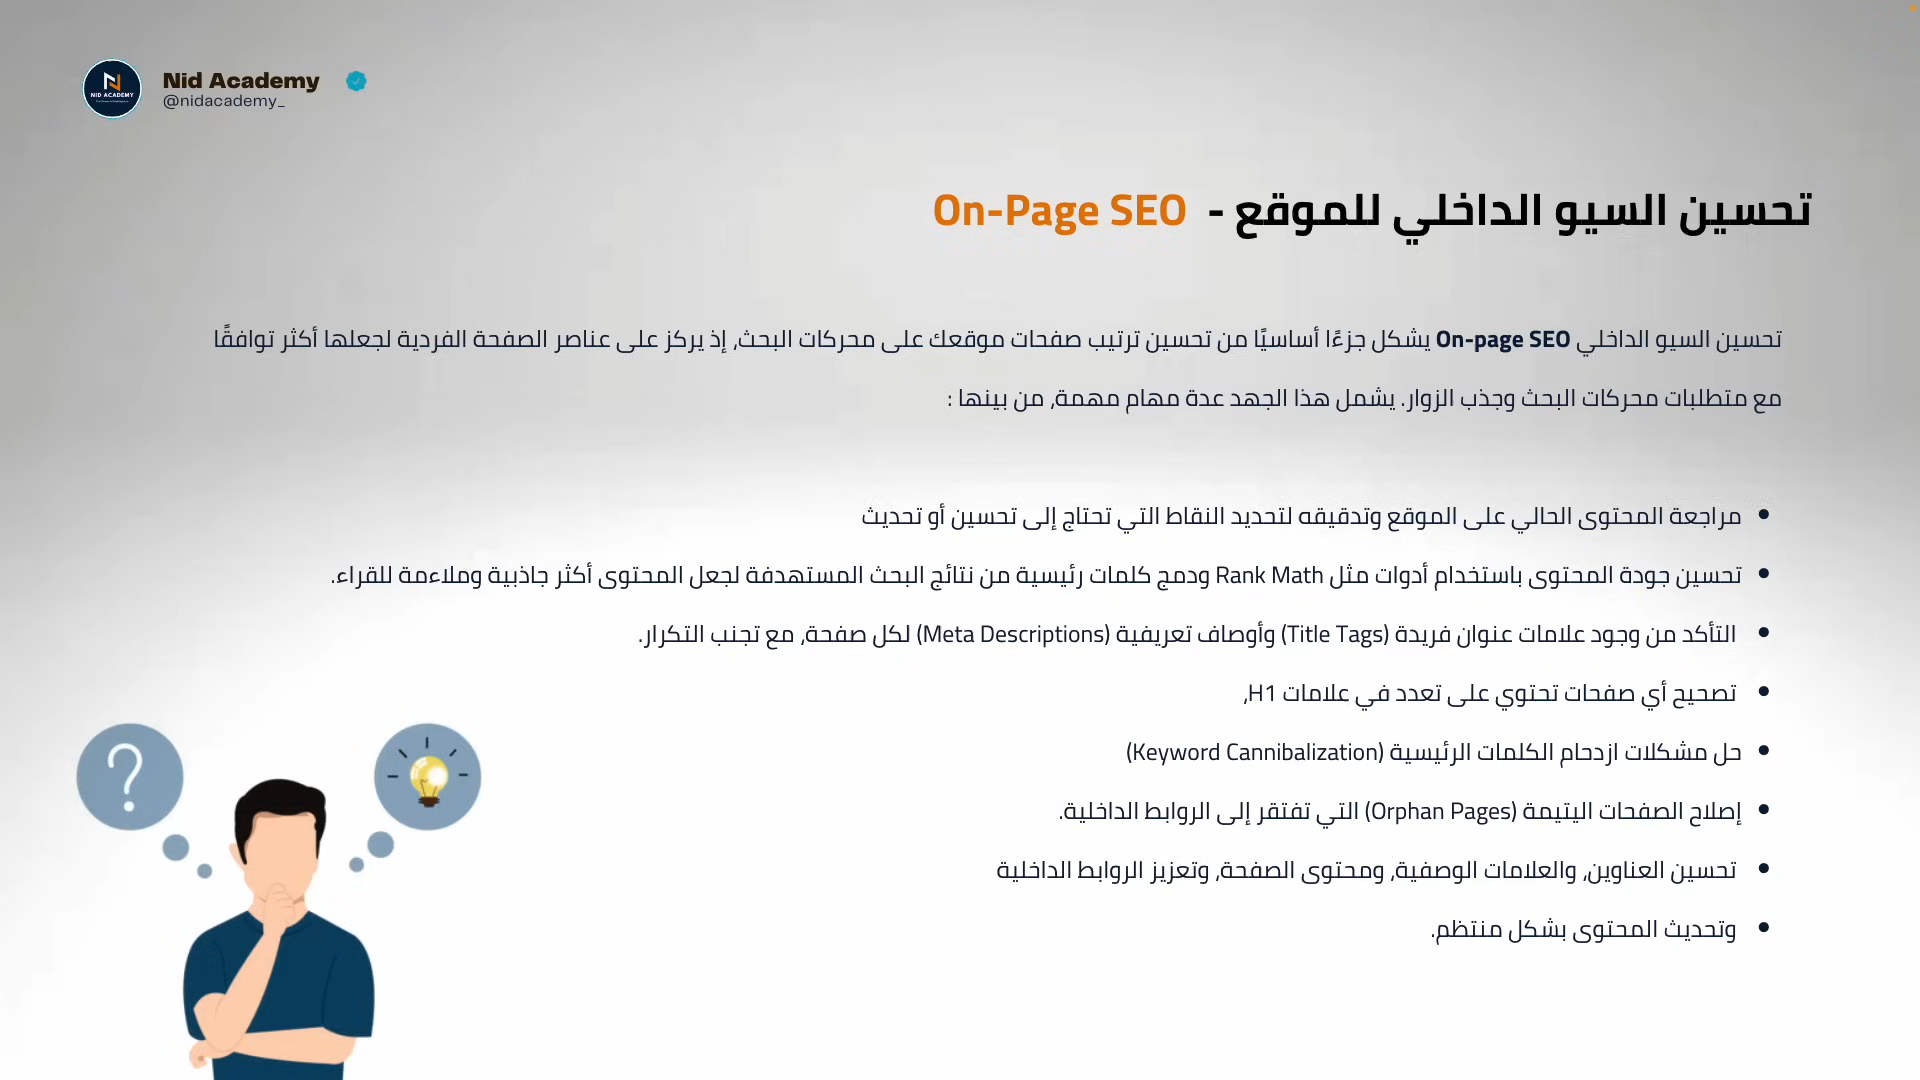 NID ACADEMY
Nid Academy
@nidacademy_
تحسين السيو الداخلي للموقع - On-Page SEO
تحسين السيو الداخلي On-page SEO يشكل جزءًا أساسيًا من تحسين ترتيب صفحات موقعك على محركات البحث، إذ يركز على عناصر الصفحة الفردية لجعلها أكثر توافقًا
مع متطلبات محركات البحث وجذب الزوار. يشمل هذا الجهد عدة مهام مهمة، من بينها :
• مراجعة المحتوى الحالي على الموقع وتدقيقه لتحديد النقاط التي تحتاج إلى تحسين أو تحديث
• تحسين جودة المحتوى باستخدام أدوات مثل Rank Math ودمج كلمات رئيسية من نتائج البحث المستهدفة لجعل المحتوى أكثر جاذبية وملاءمة للقراء.
• التأكد من وجود علامات عنوان فريدة (Title Tags) وأوصاف تعريفية (Meta Descriptions) لكل صفحة، مع تجنب التكرار.
• تصحيح أي صفحات تحتوي على تعدد في علامات H1،
• حل مشكلات ازدحام الكلمات الرئيسية (Keyword Cannibalization)
• إصلاح الصفحات اليتيمة (Orphan Pages) التي تفتقر إلى الروابط الداخلية.
• تحسين العناوين، والعلامات الوصفية، ومحتوى الصفحة، وتعزيز الروابط الداخلية
• وتحديث المحتوى بشكل منتظم.